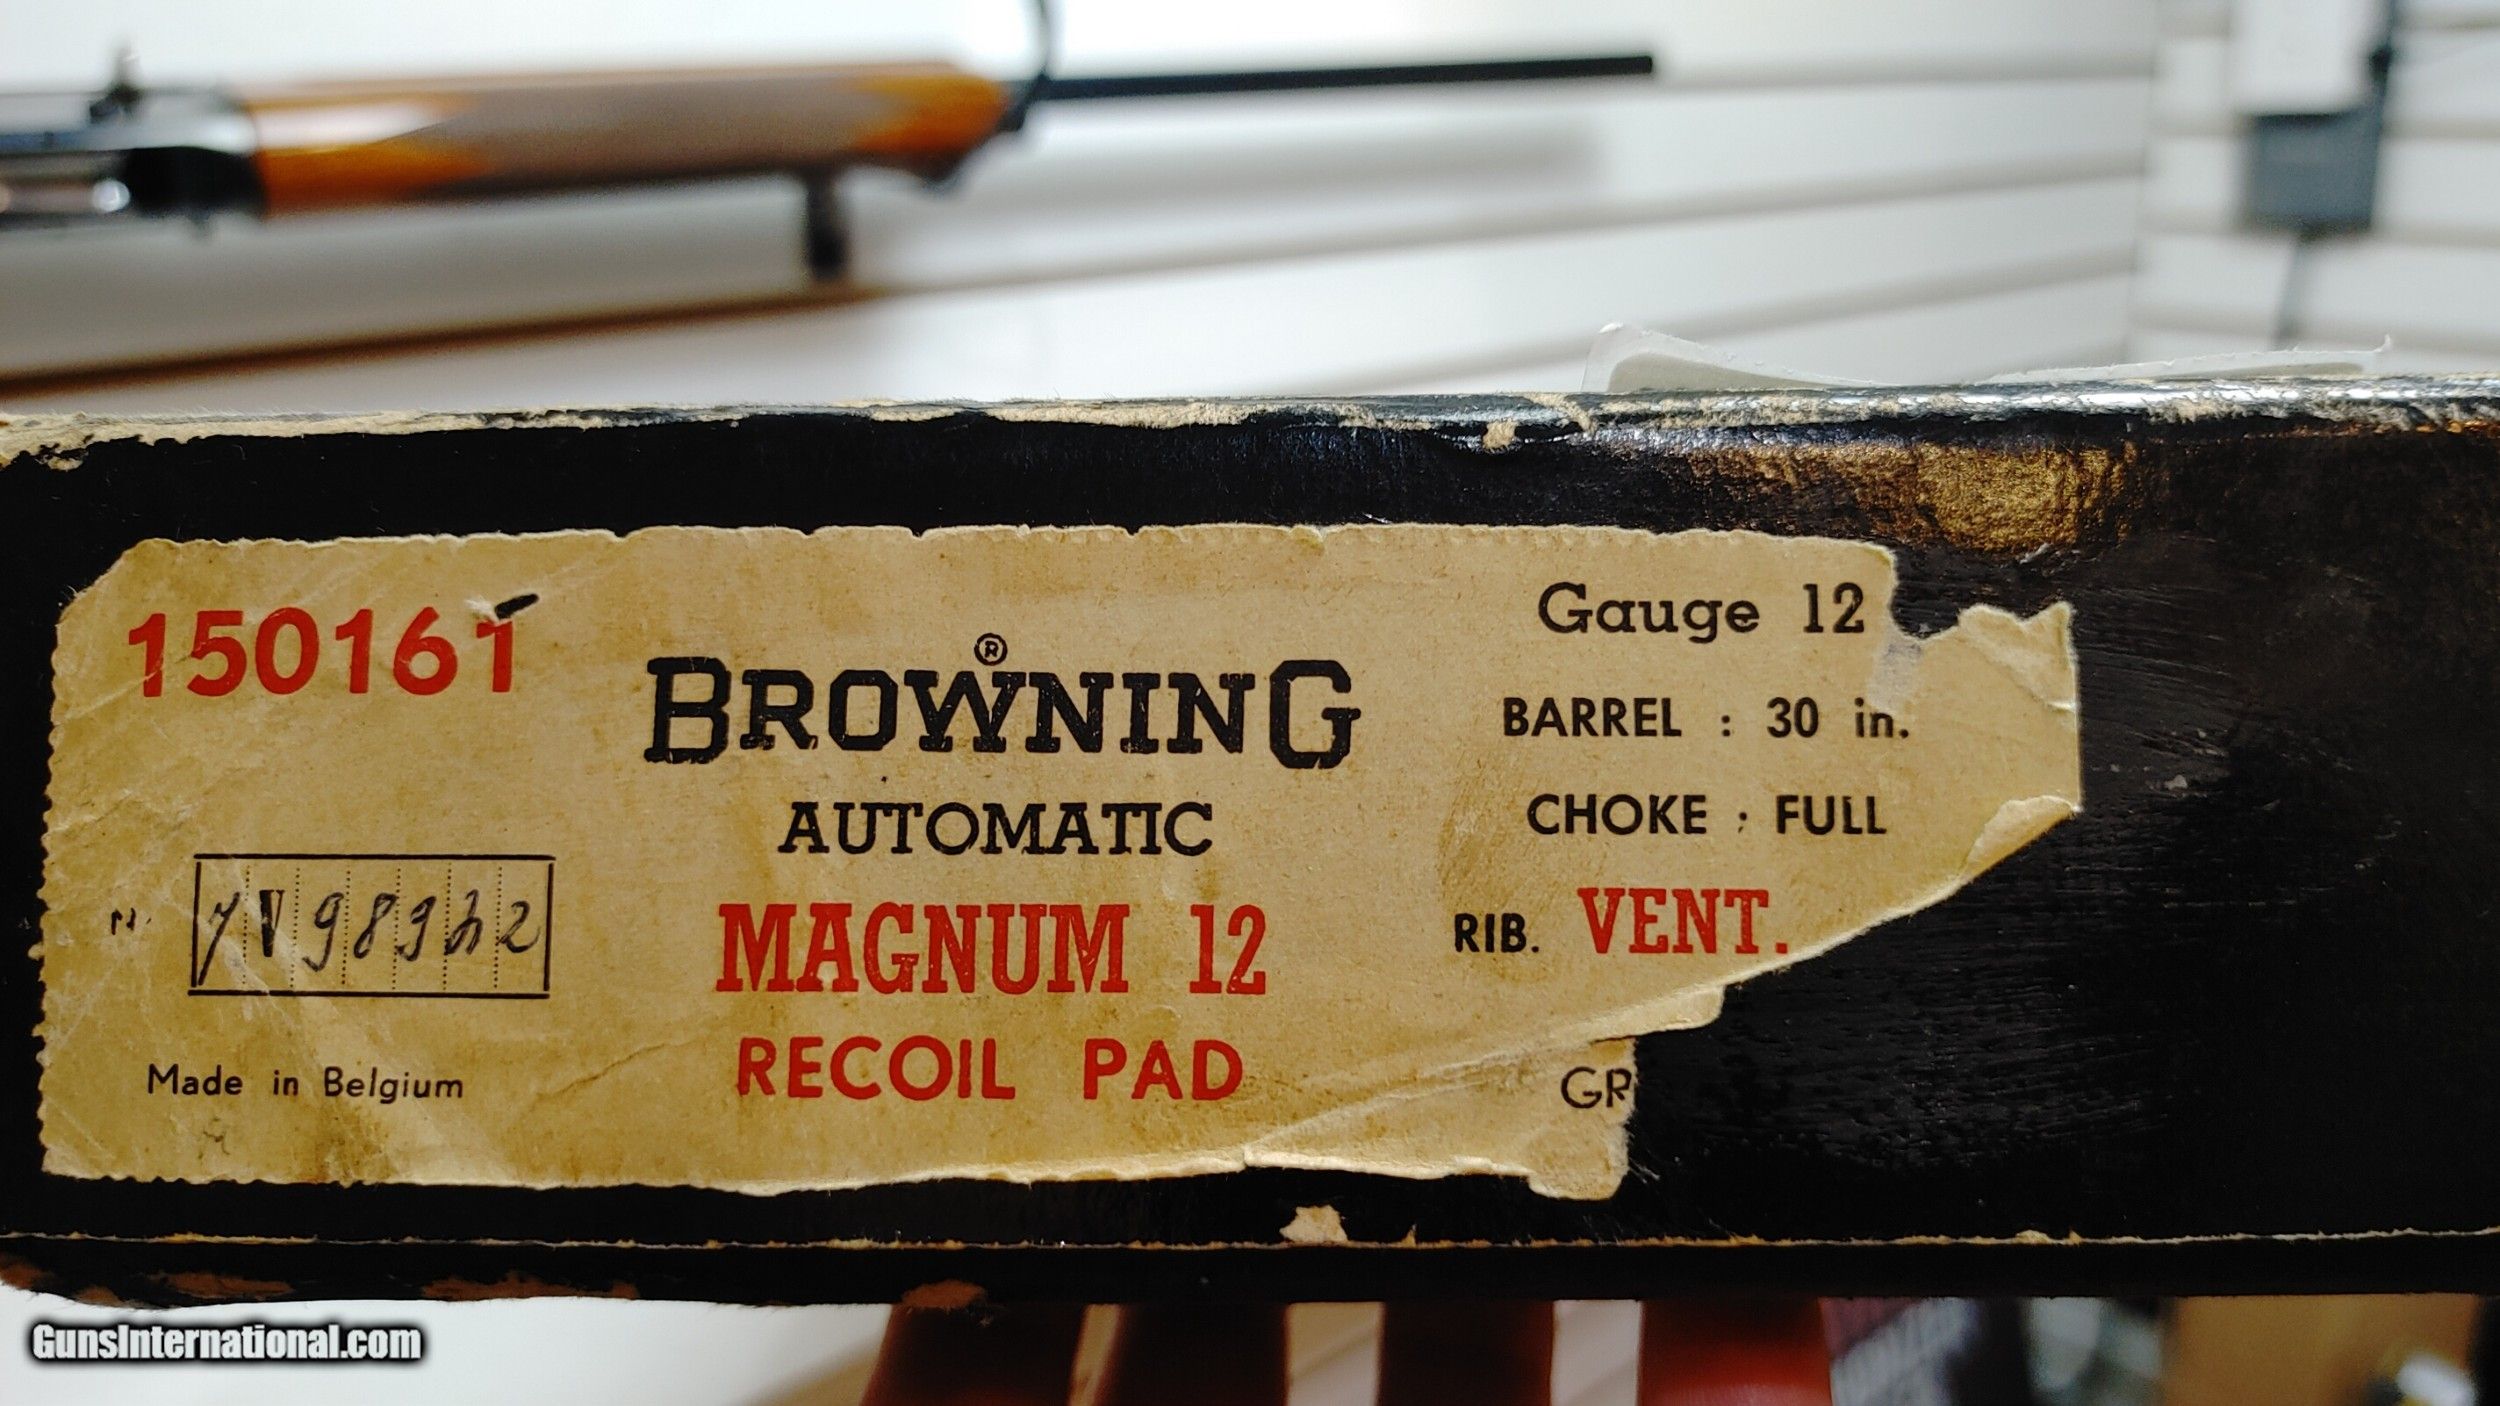 150161
BROWNING®
AUTOMATIC
MAGNUM 12
RECOIL PAD
Gauge 12
BARREL : 30 in.
CHOKE : FULL
RIB. VENT.
GR
N.
Made in Belgium
GunsInternational.com